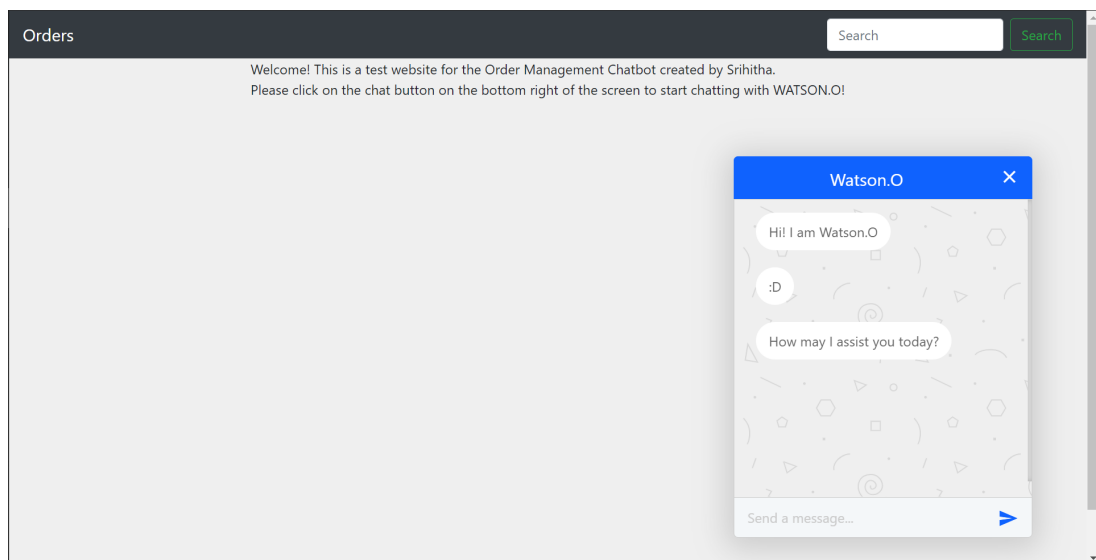 Orders
Search
Search
Welcome! This is a test website for the Order Management Chatbot created by Srihitha.
Please click on the chat button on the bottom right of the screen to start chatting with WATSON.O!
Watson.O
Hi! I am Watson.O
:D
How may I assist you today?
Send a message...